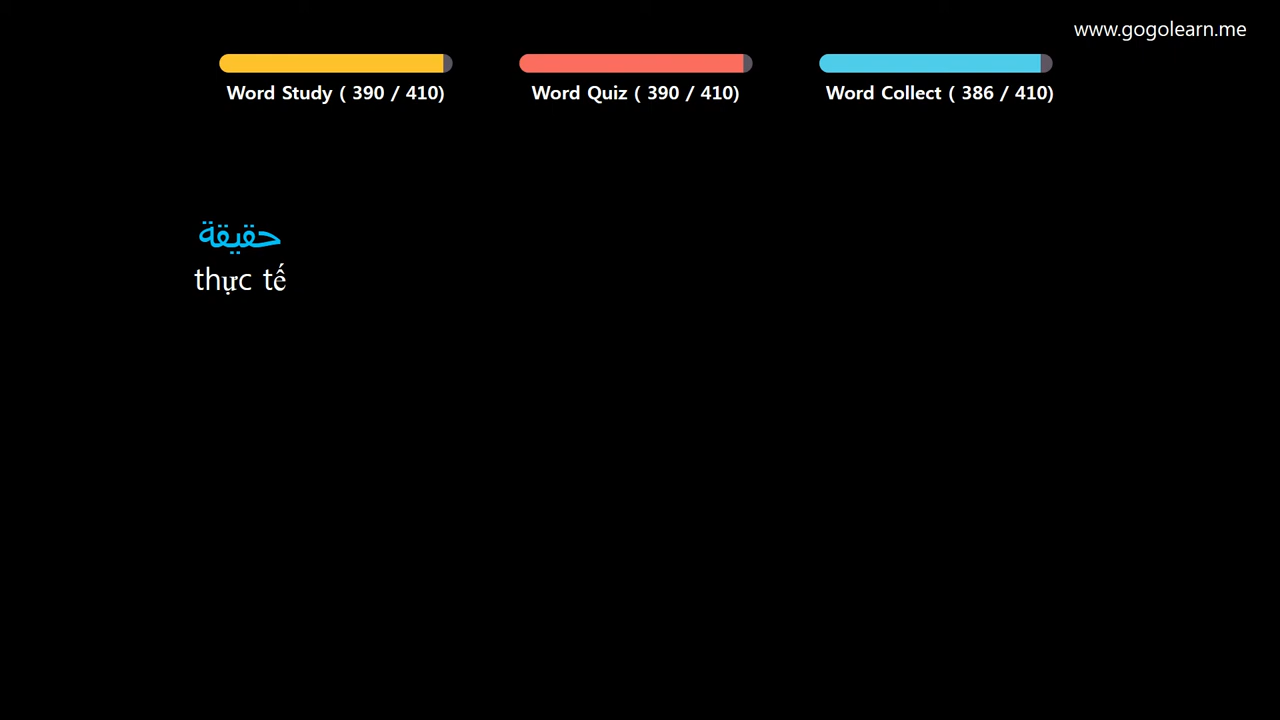 www.gogolearn.me
Word Study ( 390 / 410)
Word Quiz ( 390 / 410)
Word Collect ( 386 / 410)
حقيقة
thực tế